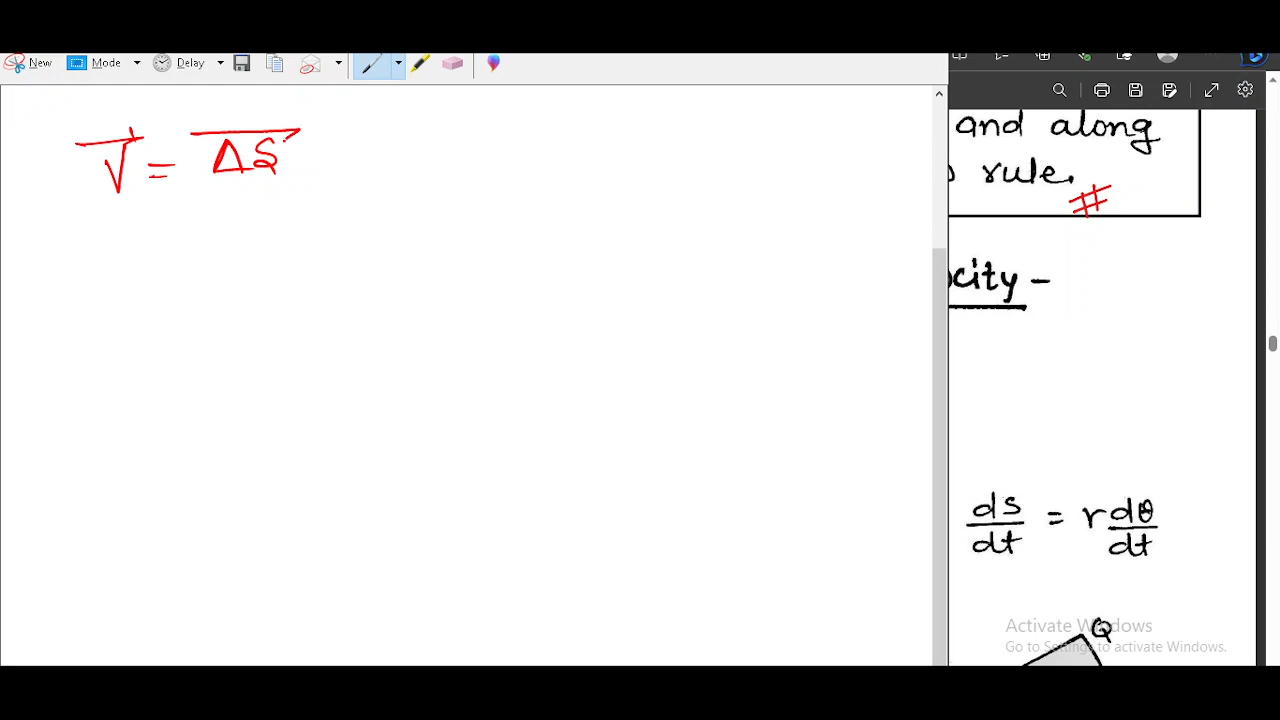 New Mode Delay
V⃗ = ΔS⃗
and along
rule.
#
ocity -
ds/dt = r dθ/dt
Q
Activate Windows
Go to Settings to activate Windows.